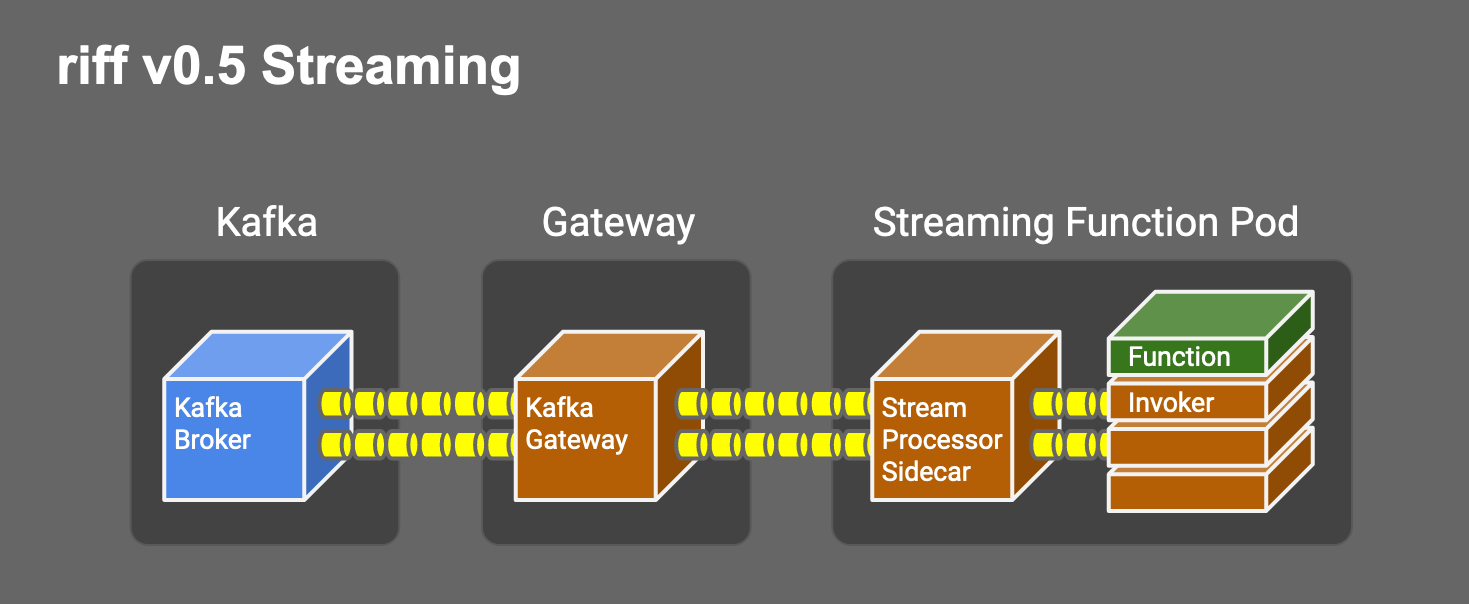 riff v0.5 Streaming
Kafka
Gateway
Streaming Function Pod
Kafka
Broker
Kafka
Gateway
Stream
Processor
Sidecar
Function
Invoker